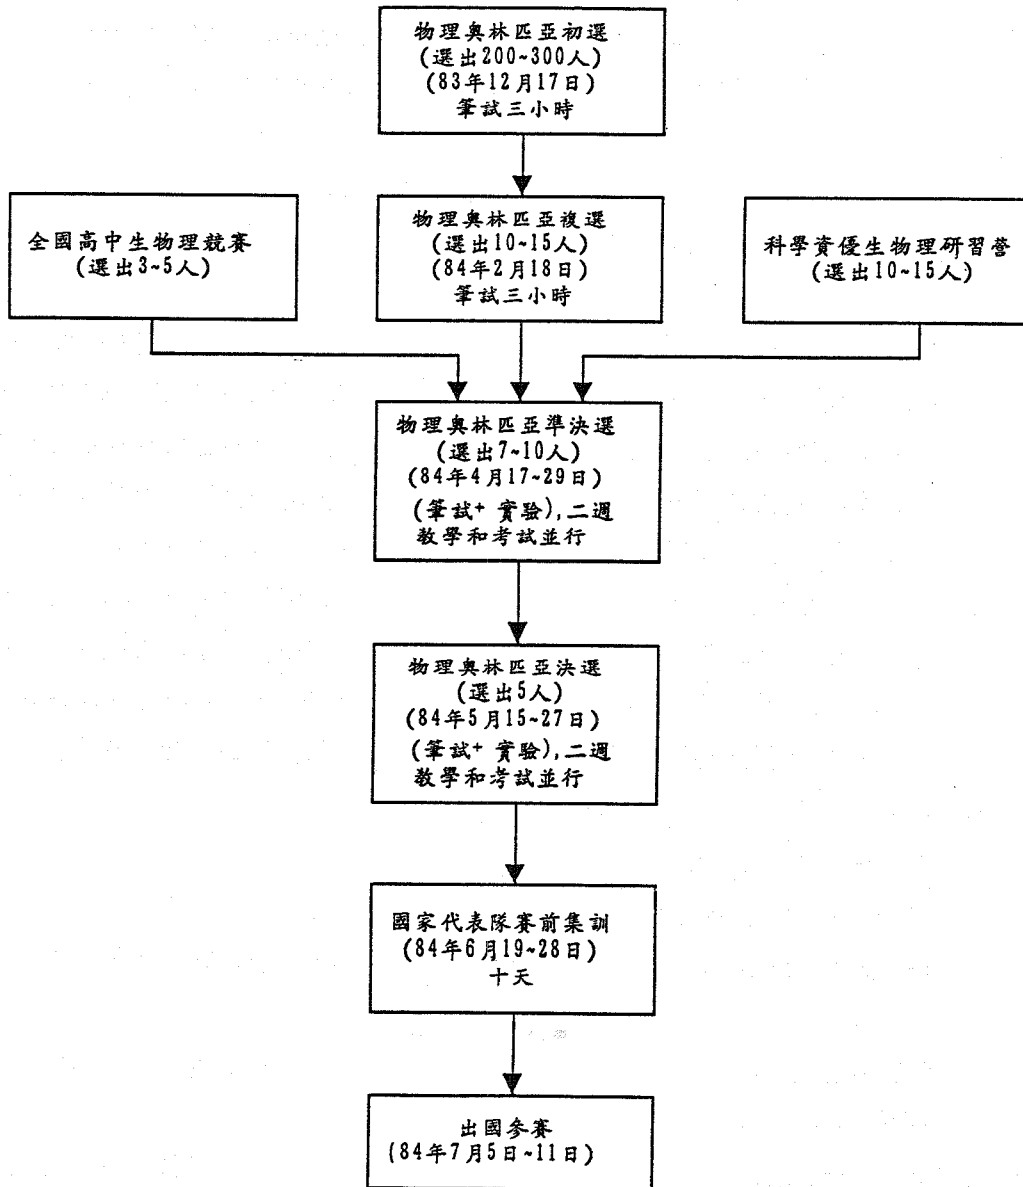 物理奧林匹亞初選
(選出200~300人)
(83年12月17日)
筆試三小時
全國高中生物理競賽
(選出3~5人)
物理奧林匹亞複選
(選出10~15人)
(84年2月18日)
筆試三小時
科學資優生物理研習營
(選出10~15人)
物理奧林匹亞準決選
(選出7~10人)
(84年4月17~29日)
(筆試+ 實驗),二週
教學和考試並行
物理奧林匹亞決選
(選出5人)
(84年5月15~27日)
(筆試+ 實驗),二週
教學和考試並行
國家代表隊賽前集訓
(84年6月19~28日)
十天
出國參賽
(84年7月5日~11日)